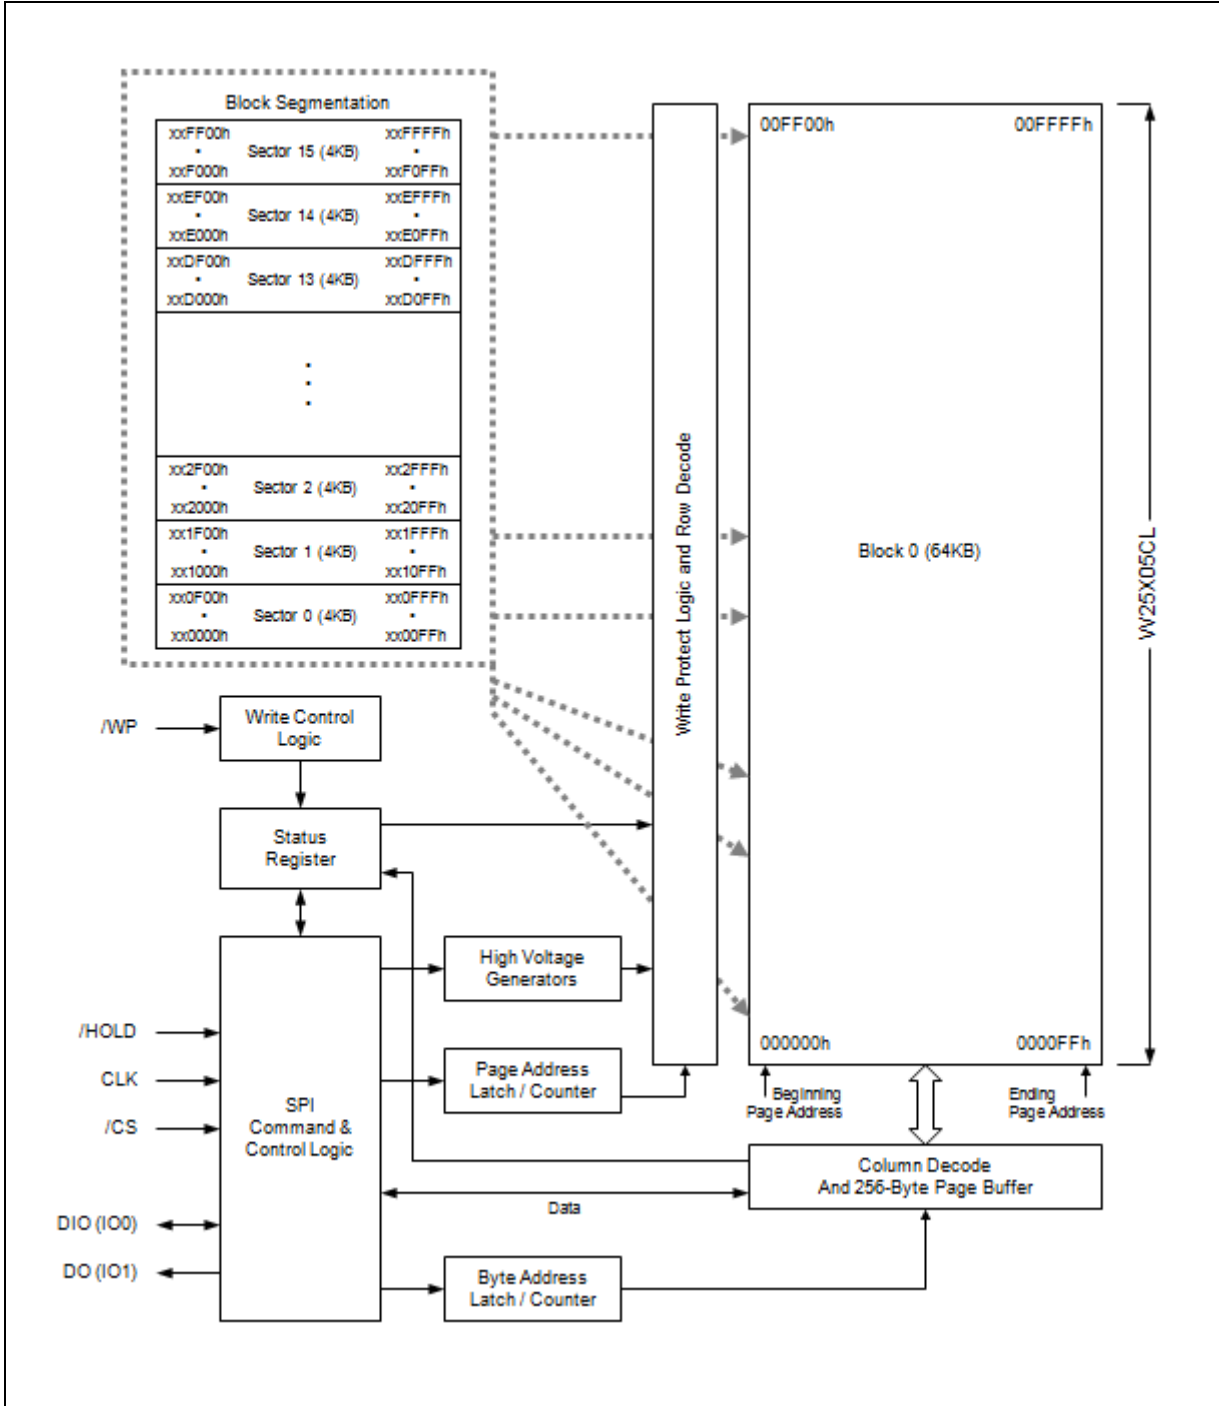 Block Segmentation
xxFF00h xxFFFFh
Sector 15 (4KB)
xxF000h xxF0FFh
xxEF00h xxEFFFh
Sector 14 (4KB)
xxE000h xxE0FFh
xxDF00h xxDFFFh
Sector 13 (4KB)
xxD000h xxD0FFh
xx2F00h xx2FFFh
Sector 2 (4KB)
xx2000h xx20FFh
xx1F00h xx1FFFh
Sector 1 (4KB)
xx1000h xx10FFh
xx0F00h xx0FFFh
Sector 0 (4KB)
xx0000h xx00FFh
Write Protect Logic and Row Decode
00FF00h 00FFFFh
Block 0 (64KB)
000000h 0000FFh
W25X05CL
Beginning
Page Address
Ending
Page Address
/WP
Write Control
Logic
Status
Register
High Voltage
Generators
/HOLD
CLK
/CS
DIO (IO0)
DO (IO1)
SPI
Command &
Control Logic
Page Address
Latch / Counter
Column Decode
And 256-Byte Page Buffer
Data
Byte Address
Latch / Counter